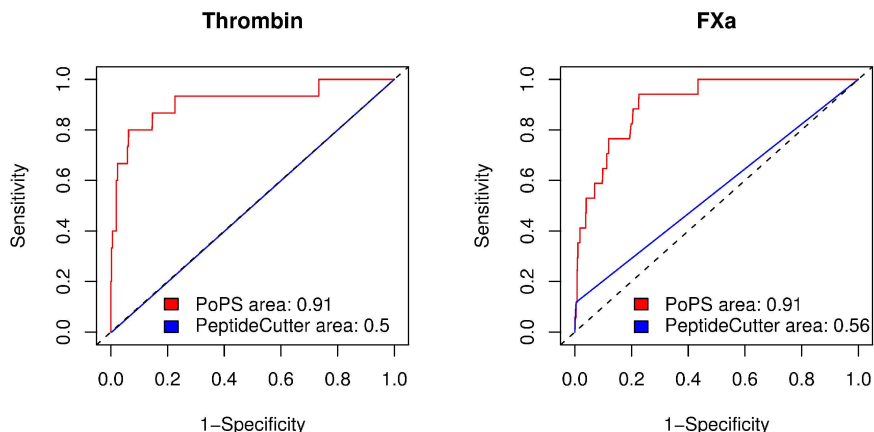 Thrombin
Sensitivity
1.0
0.8
0.6
0.4
0.2
0.0
PoPS area: 0.91
PeptideCutter area: 0.5
0.0 0.2 0.4 0.6 0.8 1.0
1−Specificity
FXa
Sensitivity
1.0
0.8
0.6
0.4
0.2
0.0
PoPS area: 0.91
PeptideCutter area: 0.56
0.0 0.2 0.4 0.6 0.8 1.0
1−Specificity